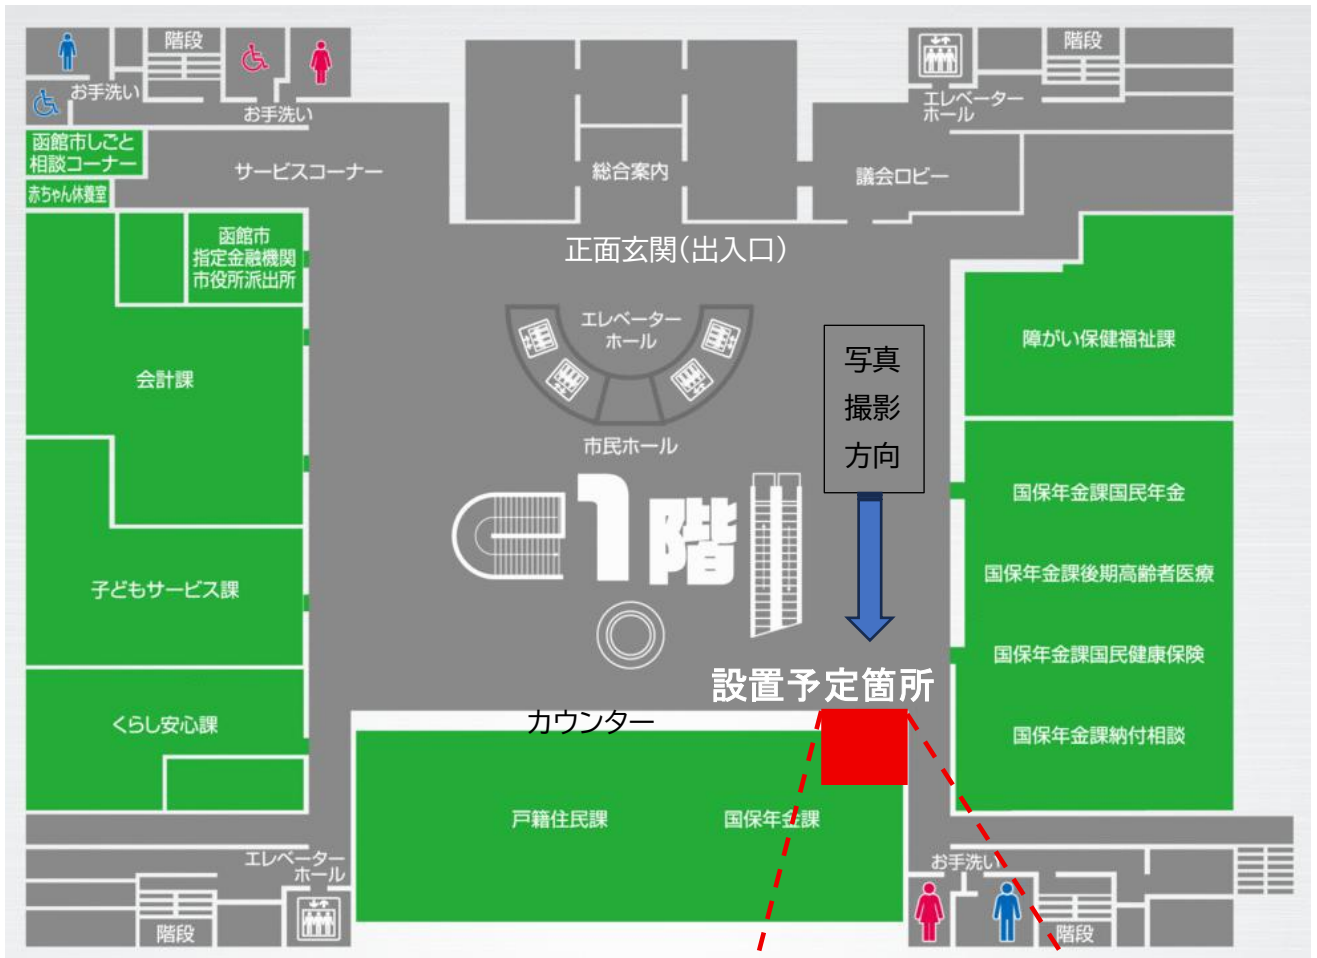 階段
お手洗い
お手洗い
階段
エレベーター
ホール
函館市しごと
相談コーナー
赤ちゃん休養室
サービスコーナー
総合案内
議会ロビー
函館市
指定金融機関
市役所派出所
正面玄関(出入口)
エレベーター
ホール
写真
撮影
方向
障がい保健福祉課
会計課
市民ホール
1階
国保年金課国民年金
国保年金課後期高齢者医療
国保年金課国民健康保険
国保年金課納付相談
子どもサービス課
設置予定箇所
くらし安心課
カウンター
戸籍住民課
国保年金課
エレベーター
ホール
階段
お手洗い
階段